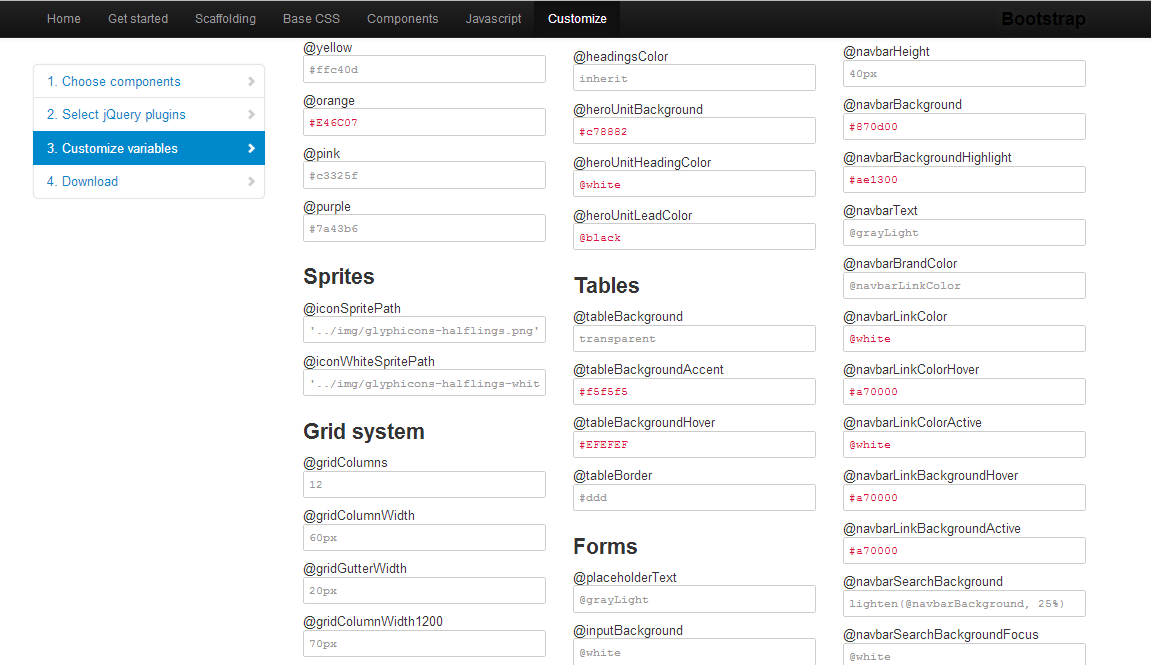 Home Get started Scaffolding Base CSS Components Javascript Customize Bootstrap
1. Choose components
2. Select jQuery plugins
3. Customize variables
4. Download
@yellow
#ffc40d
@orange
#E46C07
@pink
#c3325f
@purple
#7a43b6
Sprites
@iconSpritePath
'../img/glyphicons-halflings.png'
@iconWhiteSpritePath
'../img/glyphicons-halflings-whit
Grid system
@gridColumns
12
@gridColumnWidth
60px
@gridGutterWidth
20px
@gridColumnWidth1200
70px
@headingsColor
inherit
@heroUnitBackground
#c78882
@heroUnitHeadingColor
@white
@heroUnitLeadColor
@black
Tables
@tableBackground
transparent
@tableBackgroundAccent
#f5f5f5
@tableBackgroundHover
#EFEFEF
@tableBorder
#ddd
Forms
@placeholderText
@grayLight
@inputBackground
@white
@navbarHeight
40px
@navbarBackground
#870d00
@navbarBackgroundHighlight
#ae1300
@navbarText
@grayLight
@navbarBrandColor
@navbarLinkColor
@navbarLinkColor
@white
@navbarLinkColorHover
#a70000
@navbarLinkColorActive
@white
@navbarLinkBackgroundHover
#a70000
@navbarLinkBackgroundActive
#a70000
@navbarSearchBackground
lighten(@navbarBackground, 25%)
@navbarSearchBackgroundFocus
@white